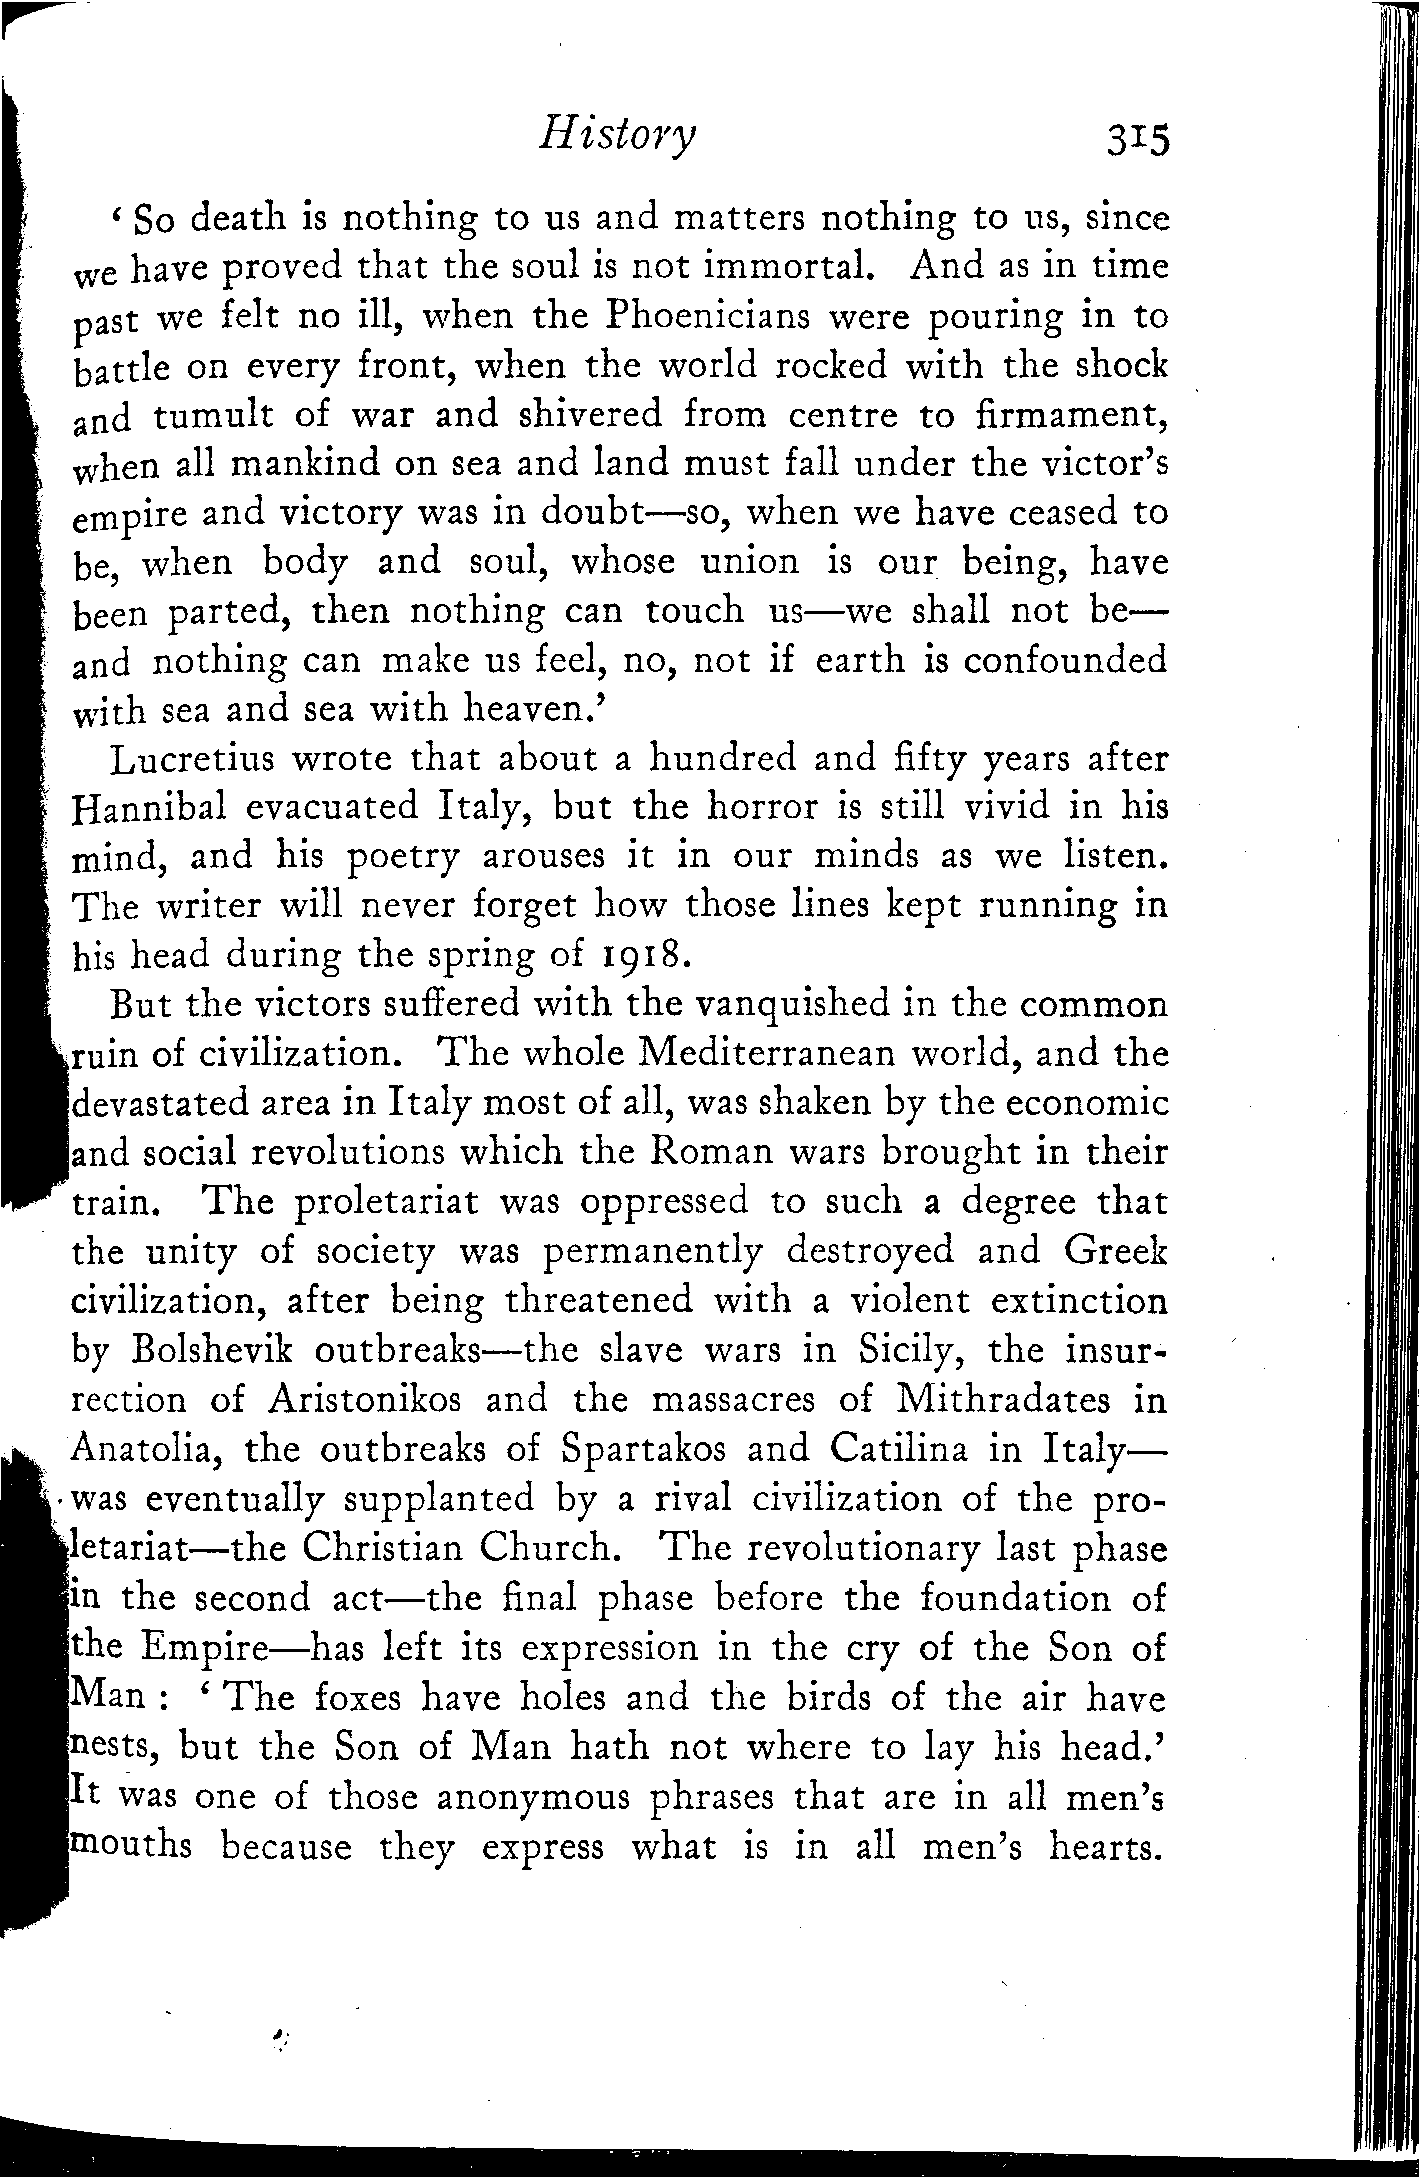 History 315
‘ So death is nothing to us and matters nothing to us, since
we have proved that the soul is not immortal. And as in time
past we felt no ill, when the Phoenicians were pouring in to
battle on every front, when the world rocked with the shock
and tumult of war and shivered from centre to firmament,
when all mankind on sea and land must fall under the victor’s
empire and victory was in doubt—so, when we have ceased to
be, when body and soul, whose union is our being, have
been parted, then nothing can touch us—we shall not be—
and nothing can make us feel, no, not if earth is confounded
with sea and sea with heaven.’
Lucretius wrote that about a hundred and fifty years after
Hannibal evacuated Italy, but the horror is still vivid in his
mind, and his poetry arouses it in our minds as we listen.
The writer will never forget how those lines kept running in
his head during the spring of 1918.
But the victors suffered with the vanquished in the common
ruin of civilization. The whole Mediterranean world, and the
devastated area in Italy most of all, was shaken by the economic
and social revolutions which the Roman wars brought in their
train. The proletariat was oppressed to such a degree that
the unity of society was permanently destroyed and Greek
civilization, after being threatened with a violent extinction
by Bolshevik outbreaks—the slave wars in Sicily, the insur-
rection of Aristonikos and the massacres of Mithradates in
Anatolia, the outbreaks of Spartakos and Catilina in Italy—
was eventually supplanted by a rival civilization of the pro-
letariat—the Christian Church. The revolutionary last phase
in the second act—the final phase before the foundation of
the Empire—has left its expression in the cry of the Son of
Man : ‘ The foxes have holes and the birds of the air have
nests, but the Son of Man hath not where to lay his head.’
It was one of those anonymous phrases that are in all men’s
mouths because they express what is in all men’s hearts.